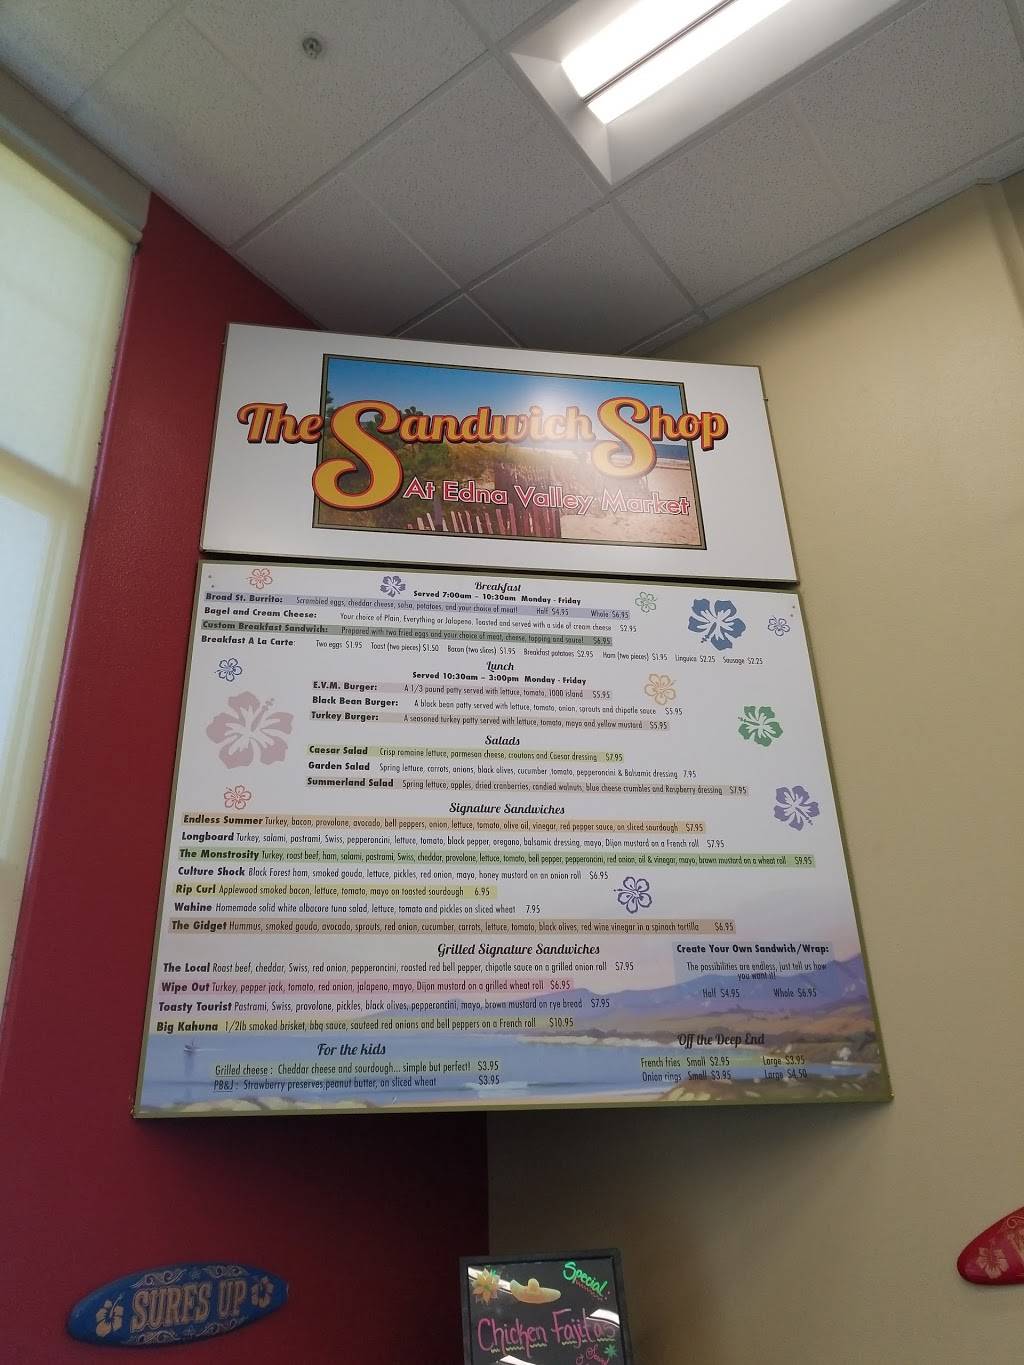 The Sandwich Shop
At Edna Valley Market
Breakfast
Served 7:00am – 10:30am Monday - Friday
Broad St. Burrito: Scrambled eggs, cheddar cheese, salsa, potatoes, and your choice of meat! Half $4.95 Whole $6.95
Bagel and Cream Cheese: Your choice of Plain, Everything or Jalapeno, Toasted and served with a side of cream cheese $2.95
Custom Breakfast Sandwich: Prepared with two fried eggs and your choice of meat, cheese, topping and sauce! $6.95
Breakfast A La Carte: Two eggs $1.95 Toast (two pieces) $1.50 Bacon (two slices) $1.95 Breakfast potatoes $2.95 Ham (two pieces) $1.95 Linguica $2.25 Sausage $2.25
Lunch
Served 10:30am – 3:00pm Monday - Friday
E.V.M. Burger: A 1/3 pound patty served with lettuce, tomato, 1000 island $5.95
Black Bean Burger: A black bean patty served with lettuce, tomato, onion, sprouts and chipotle sauce $5.95
Turkey Burger: A seasoned turkey patty served with lettuce, tomato, mayo and yellow mustard $5.95
Salads
Caesar Salad Crisp romaine lettuce, parmesan cheese, croutons and Caesar dressing $7.95
Garden Salad Spring lettuce, carrots, onions, black olives, cucumber ,tomato, pepperoncini & Balsamic dressing 7.95
Summerland Salad Spring lettuce, apples, dried cranberries, candied walnuts, blue cheese crumbles and Raspberry dressing $7.95
Signature Sandwiches
Endless Summer Turkey, bacon, provolone, avocado, bell peppers, onion, lettuce, tomato, olive oil, vinegar, red pepper sauce, on sliced sourdough $7.95
Longboard Turkey, salami, pastrami, Swiss, pepperoncini, lettuce, tomato, black pepper, oregano, balsamic dressing, mayo, Dijon mustard on a French roll $7.95
The Monstrosity Turkey, roast beef, ham, salami, pastrami, Swiss, cheddar, provolone, lettuce, tomato, bell pepper, pepperoncini, red onion, oil & vinegar, mayo, brown mustard on a wheat roll $9.95
Culture Shock Black Forest ham, smoked gouda, lettuce, pickles, red onion, mayo, honey mustard on an onion roll $6.95
Rip Curl Applewood smoked bacon, lettuce, tomato, mayo on toasted sourdough 6.95
Wahine Homemade solid white albacore tuna salad, lettuce, tomato and pickles on sliced wheat 7.95
The Gidget Hummus, smoked gouda, avocado, sprouts, red onion, cucumber, carrots, lettuce, tomato, black olives, red wine vinegar in a spinach tortilla $6.95
Grilled Signature Sandwiches
The Local Roast beef, cheddar, Swiss, red onion, pepperoncini, roasted red bell pepper, chipotle sauce on a grilled onion roll $7.95
Wipe Out Turkey, pepper jack, tomato, red onion, jalapeno, mayo, Dijon mustard on a grilled wheat roll $6.95
Toasty Tourist Pastrami, Swiss, provolone, pickles, black olives, pepperoncini, mayo, brown mustard on rye bread $7.95
Big Kahuna 1/2lb smoked brisket, bbq sauce, sauteed red onions and bell peppers on a French roll $10.95
Create Your Own Sandwich/Wrap:
The possibilities are endless, just tell us how
you want it!
Half $4.95 Whole $6.95
For the kids
Grilled cheese : Cheddar cheese and sourdough... simple but perfect! $3.95
PB&J : Strawberry preserves,peanut butter, on sliced wheat $3.95
Off the Deep End
French fries Small $2.95 Large $3.95
Onion rings Small $3.95 Large $4.50
SURFS UP
Special
Chicken Fajitas